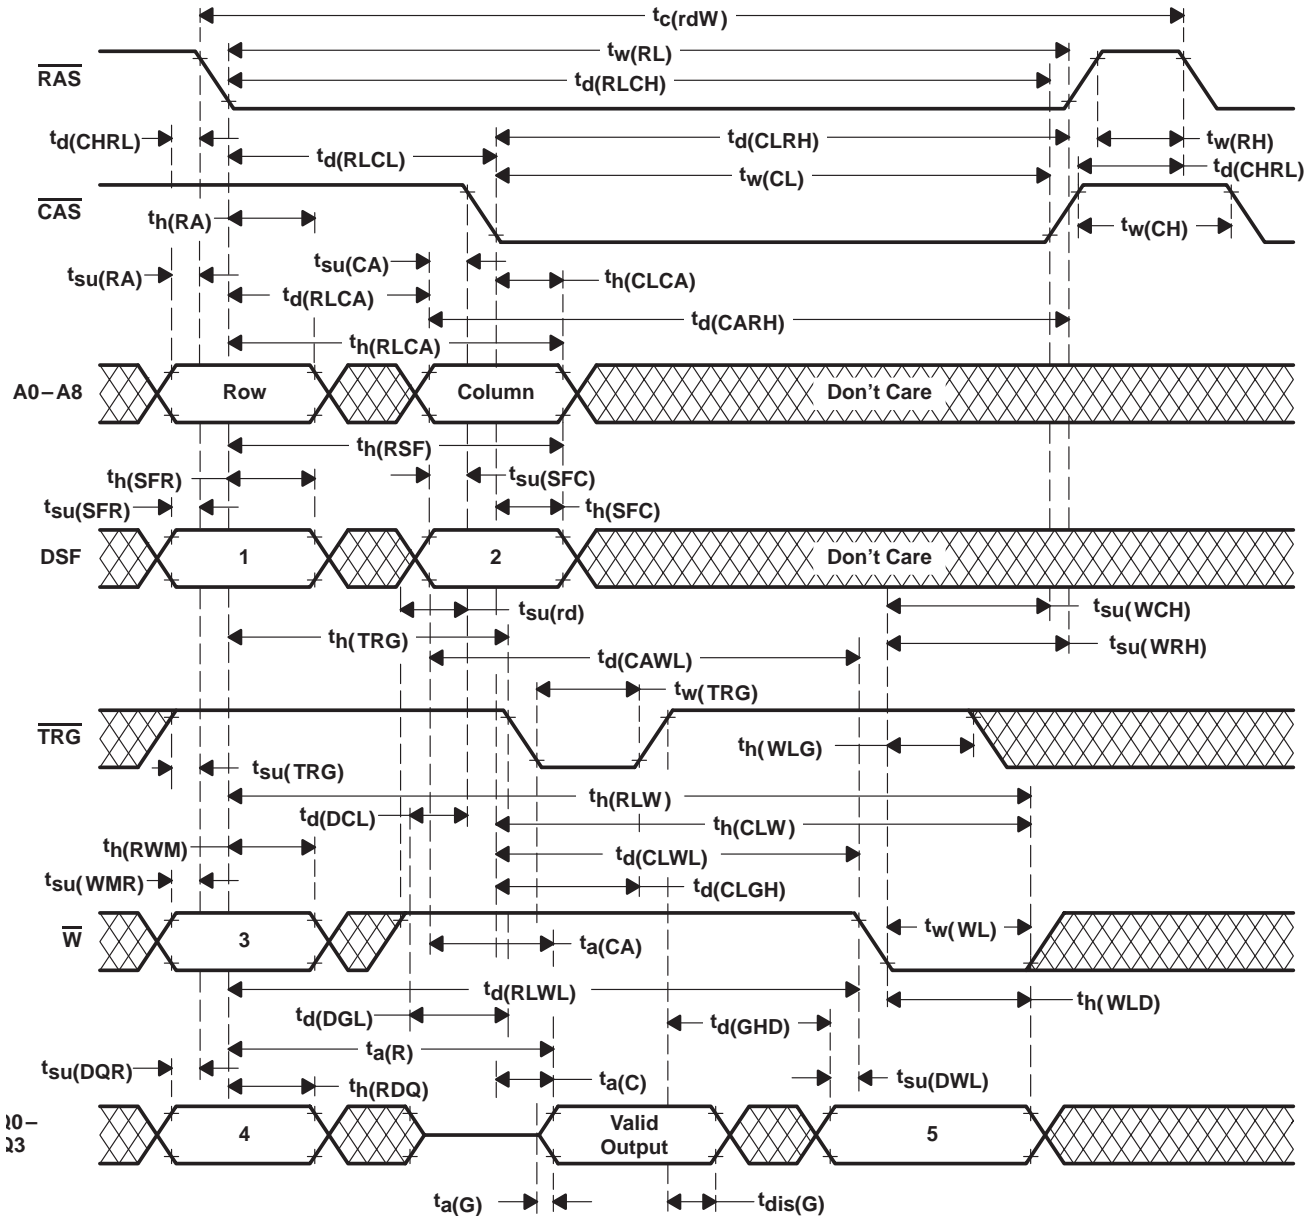 tc(rdW)
tw(RL)
RAS
td(RLCH)
td(CHRL)
td(CLRH)
tw(RH)
td(RLCL)
td(CHRL)
tw(CL)
CAS
th(RA)
tw(CH)
tsu(CA)
tsu(RA)
th(CLCA)
td(RLCA)
td(CARH)
th(RLCA)
A0–A8
Row
Column
Don't Care
th(RSF)
th(SFR)
tsu(SFC)
tsu(SFR)
th(SFC)
DSF
1
2
Don't Care
tsu(rd)
tsu(WCH)
th(TRG)
tsu(WRH)
td(CAWL)
tw(TRG)
TRG
th(WLG)
tsu(TRG)
th(RLW)
td(DCL)
th(CLW)
th(RWM)
td(CLWL)
tsu(WMR)
td(CLGH)
W
3
tw(WL)
ta(CA)
td(RLWL)
th(WLD)
td(DGL)
td(GHD)
ta(R)
tsu(DQR)
ta(C)
tsu(DWL)
th(RDQ)
4
Valid
Output
5
ta(G)
tdis(G)